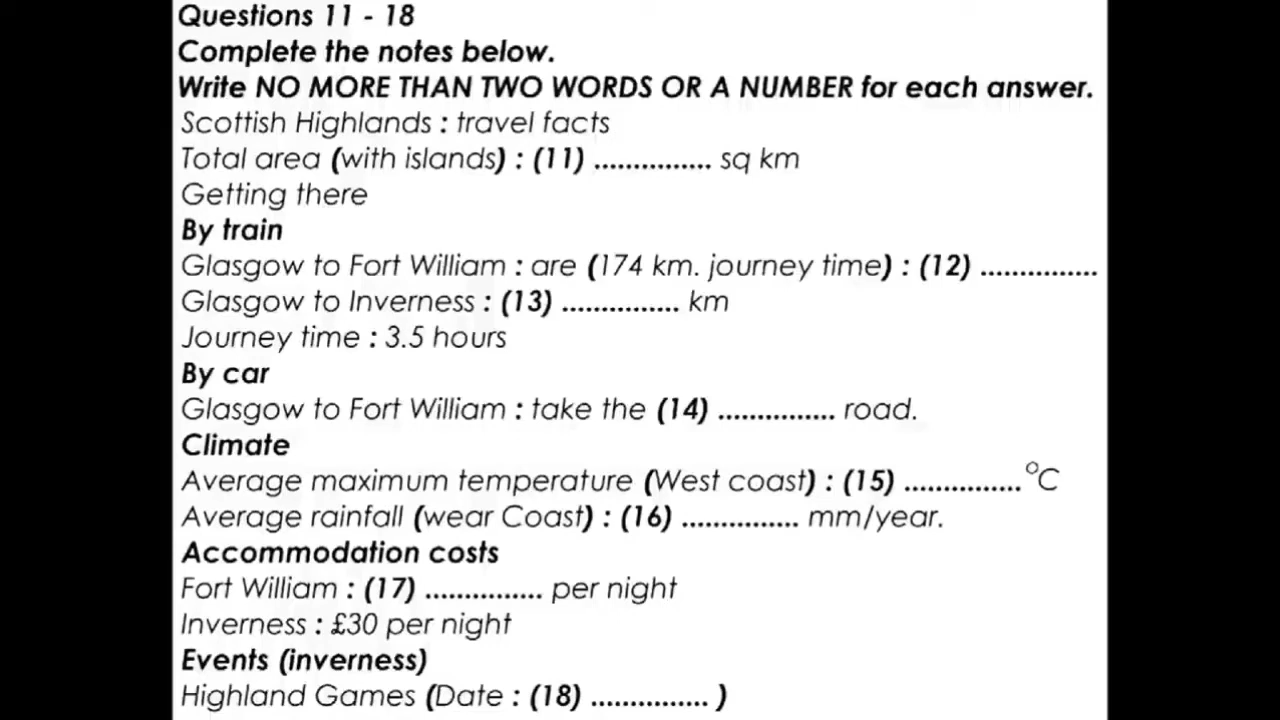 Questions 11 - 18
Complete the notes below.
Write NO MORE THAN TWO WORDS OR A NUMBER for each answer.
Scottish Highlands : travel facts
Total area (with islands) : (11) ............... sq km
Getting there
By train
Glasgow to Fort William : are (174 km. journey time) : (12) ...............
Glasgow to Inverness : (13) ............... km
Journey time : 3.5 hours
By car
Glasgow to Fort William : take the (14) ............... road.
Climate
Average maximum temperature (West coast) : (15) ............... °C
Average rainfall (wear Coast) : (16) ............... mm/year.
Accommodation costs
Fort William : (17) ............... per night
Inverness : £30 per night
Events (inverness)
Highland Games (Date : (18) ............... )